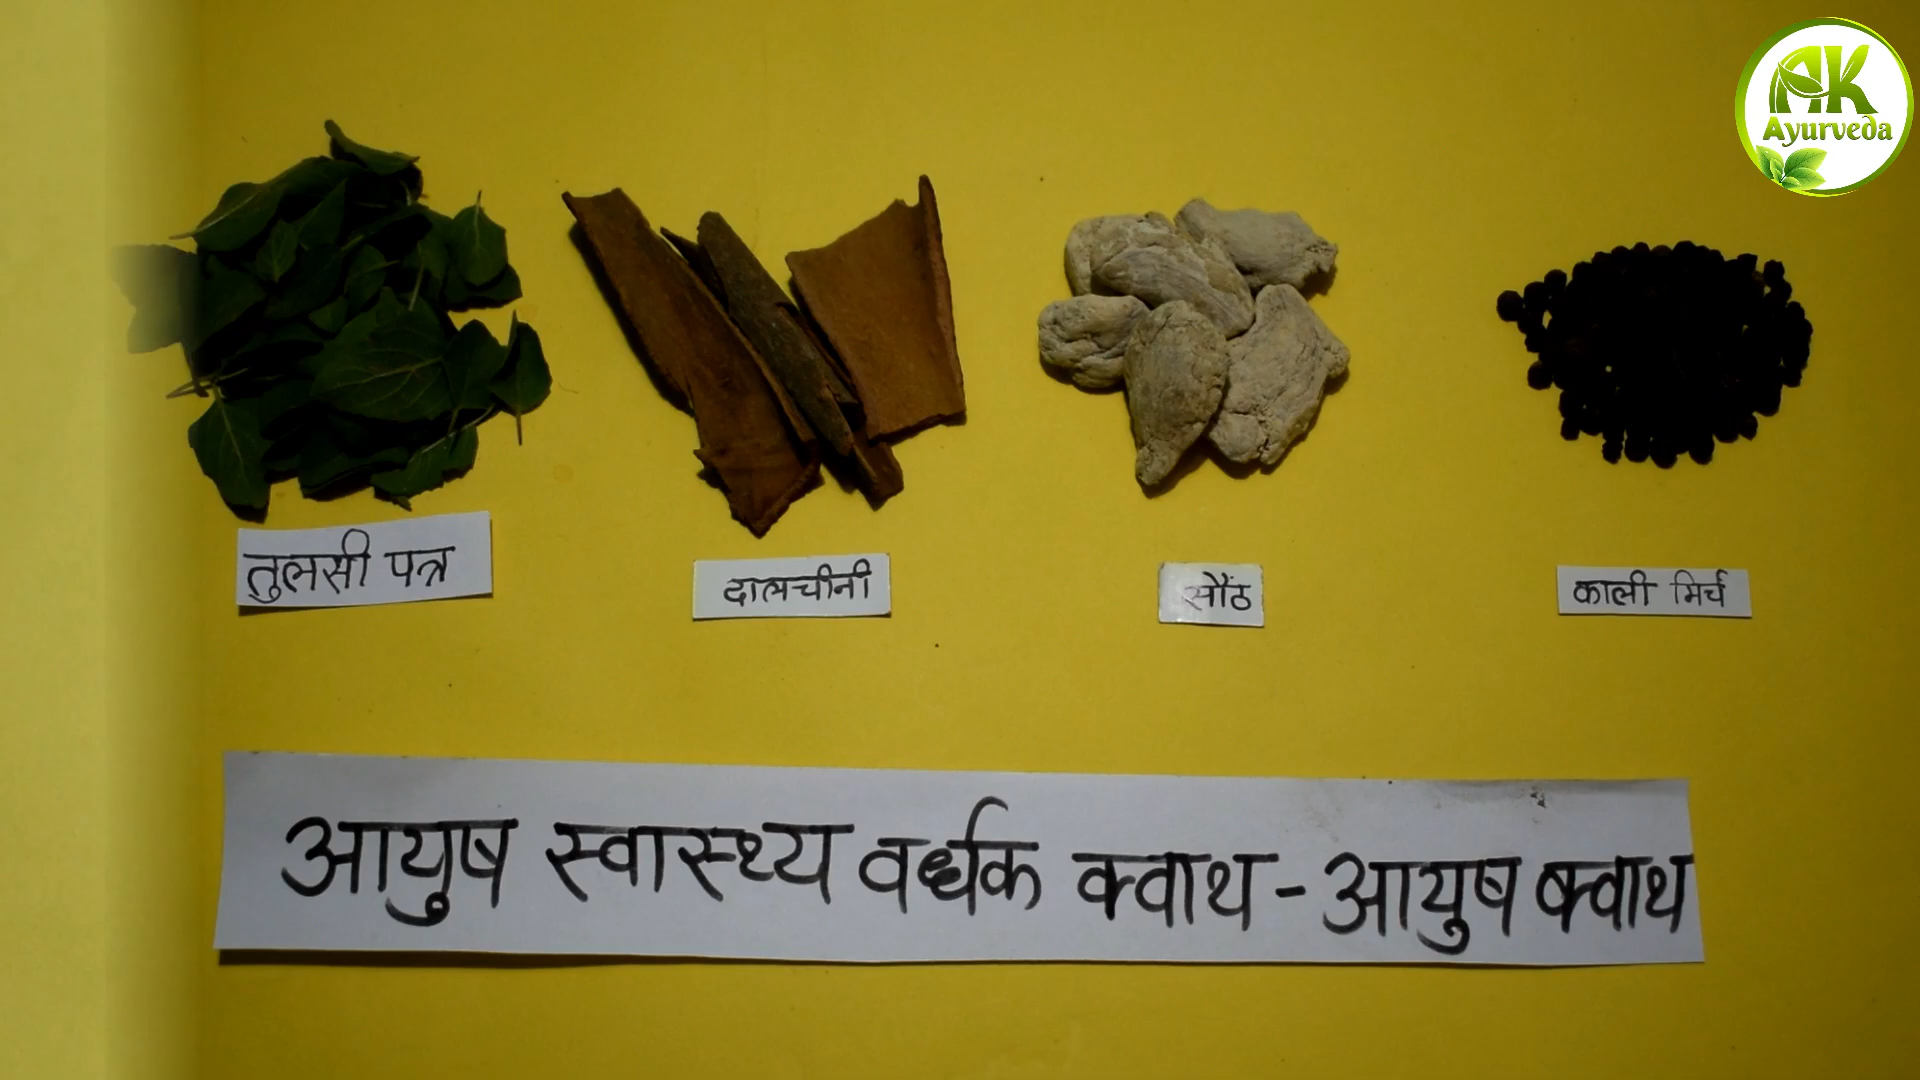 AK
Ayurveda
तुलसी पत्र
दालचीनी
सौंठ
काली मिर्च
आयुष स्वास्थ्य वर्धक क्वाथ - आयुष क्वाथ